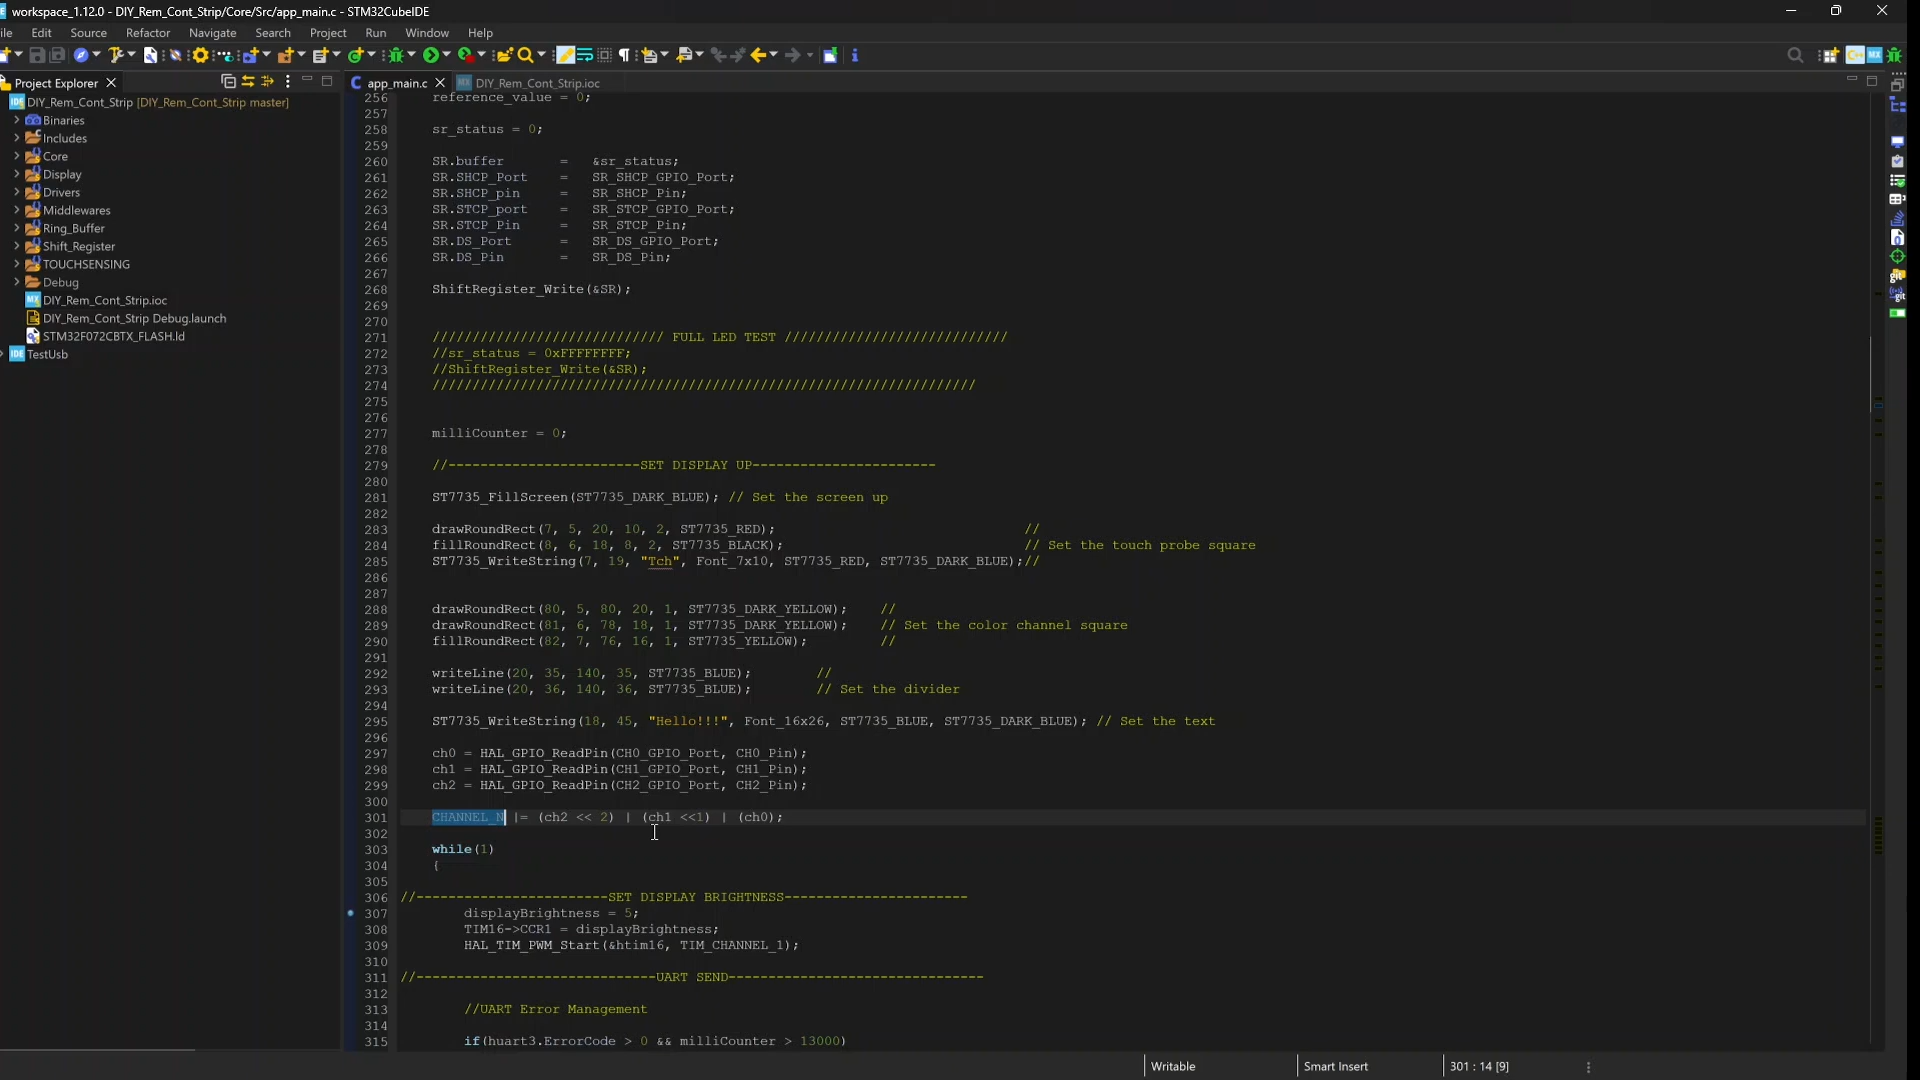 workspace_1.12.0 - DIY_Rem_Cont_Strip/Core/Src/app_main.c - STM32CubeIDE
ile Edit Source Refactor Navigate Search Project Run Window Help
Project Explorer
app_main.c DIY_Rem_Cont_Strip.ioc
DIY_Rem_Cont_Strip [DIY_Rem_Cont_Strip master]
Binaries
Includes
Core
Display
Drivers
Middlewares
Ring_Buffer
Shift_Register
TOUCHSENSING
Debug
DIY_Rem_Cont_Strip.ioc
DIY_Rem_Cont_Strip Debug.launch
STM32F072CBTX_FLASH.ld
TestUsb
256 reference_value = 0;
257
258 sr_status = 0;
259
260 SR.buffer = &sr_status;
261 SR.SHCP_Port = SR_SHCP_GPIO_Port;
262 SR.SHCP_pin = SR_SHCP_Pin;
263 SR.STCP_port = SR_STCP_GPIO_Port;
264 SR.STCP_Pin = SR_STCP_Pin;
265 SR.DS_Port = SR_DS_GPIO_Port;
266 SR.DS_Pin = SR_DS_Pin;
267
268 ShiftRegister_Write(&SR);
269
270
271 ///////////////////////////// FULL LED TEST ////////////////////////////
272 //sr_status = 0xFFFFFFFF;
273 //ShiftRegister_Write(&SR);
274 ////////////////////////////////////////////////////////////////////
275
276
277 milliCounter = 0;
278
279 //------------------------SET DISPLAY UP-----------------------
280
281 ST7735_FillScreen(ST7735_DARK_BLUE); // Set the screen up
282
283 drawRoundRect(7, 5, 20, 10, 2, ST7735_RED); //
284 fillRoundRect(8, 6, 18, 8, 2, ST7735_BLACK); // Set the touch probe square
285 ST7735_WriteString(7, 19, "Tch", Font_7x10, ST7735_RED, ST7735_DARK_BLUE);//
286
287
288 drawRoundRect(80, 5, 80, 20, 1, ST7735_DARK_YELLOW); //
289 drawRoundRect(81, 6, 78, 18, 1, ST7735_DARK_YELLOW); // Set the color channel square
290 fillRoundRect(82, 7, 76, 16, 1, ST7735_YELLOW); //
291
292 writeLine(20, 35, 140, 35, ST7735_BLUE); //
293 writeLine(20, 36, 140, 36, ST7735_BLUE); // Set the divider
294
295 ST7735_WriteString(18, 45, "Hello!!!", Font_16x26, ST7735_BLUE, ST7735_DARK_BLUE); // Set the text
296
297 ch0 = HAL_GPIO_ReadPin(CH0_GPIO_Port, CH0_Pin);
298 ch1 = HAL_GPIO_ReadPin(CH1_GPIO_Port, CH1_Pin);
299 ch2 = HAL_GPIO_ReadPin(CH2_GPIO_Port, CH2_Pin);
300
301 CHANNEL_N |= (ch2 << 2) | (ch1 <<1) | (ch0);
302
303 while(1)
304 {
305
306 //------------------------SET DISPLAY BRIGHTNESS-----------------------
307 displayBrightness = 5;
308 TIM16->CCR1 = displayBrightness;
309 HAL_TIM_PWM_Start(&htim16, TIM_CHANNEL_1);
310
311 //------------------------------UART SEND--------------------------------
312
313 //UART Error Management
314
315 if(huart3.ErrorCode > 0 && milliCounter > 13000)
Writable Smart Insert 301 : 14 [9]